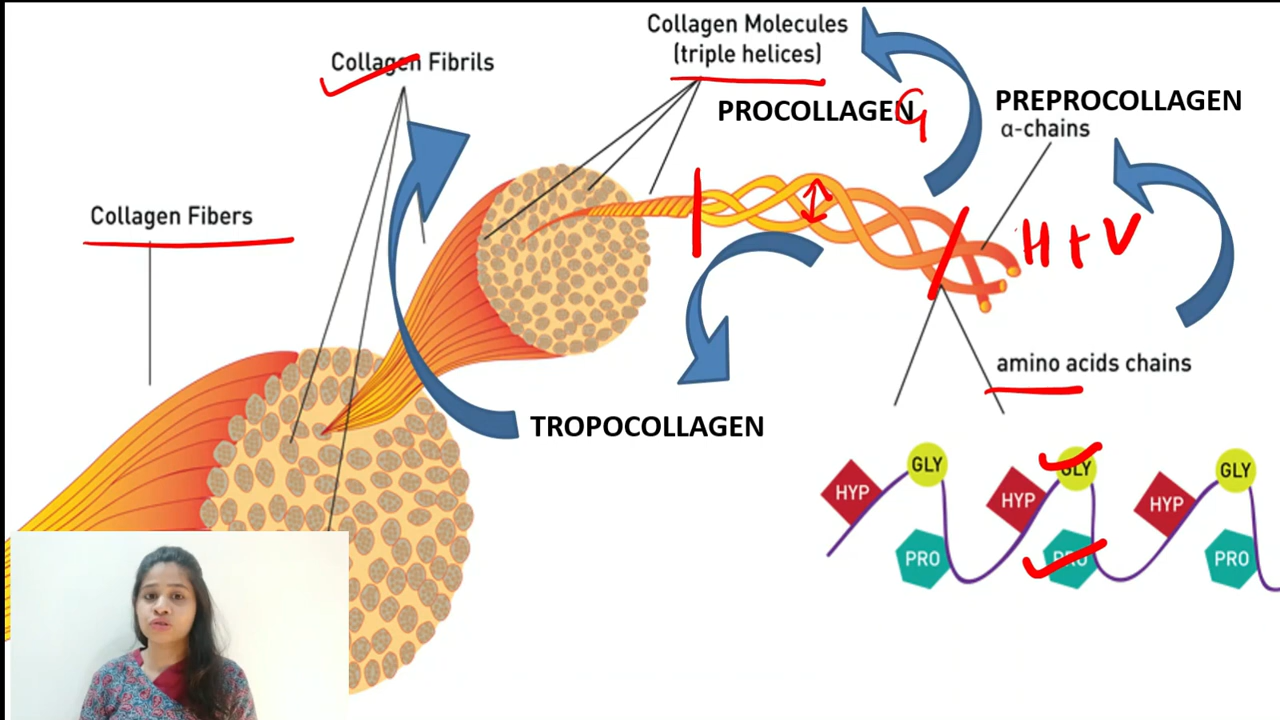 Collagen Molecules
(triple helices)
Collagen Fibrils
PROCOLLAGEN
G
PREPROCOLLAGEN
α-chains
Collagen Fibers
H + V
amino acids chains
TROPOCOLLAGEN
GLY
GLY
GLY
HYP
HYP
HYP
PRO
PRO
PRO